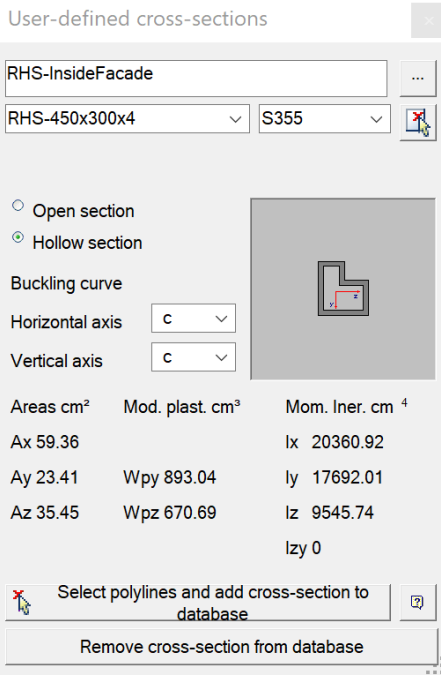 User-defined cross-sections
RHS-InsideFacade
...
RHS-450x300x4 S355
Open section
Hollow section
Buckling curve
Horizontal axis c
Vertical axis c
Areas cm² Mod. plast. cm³ Mom. Iner. cm 4
Ax 59.36 Ix 20360.92
Ay 23.41 Wpy 893.04 Iy 17692.01
Az 35.45 Wpz 670.69 Iz 9545.74
Izy 0
Select polylines and add cross-section to
database
Remove cross-section from database